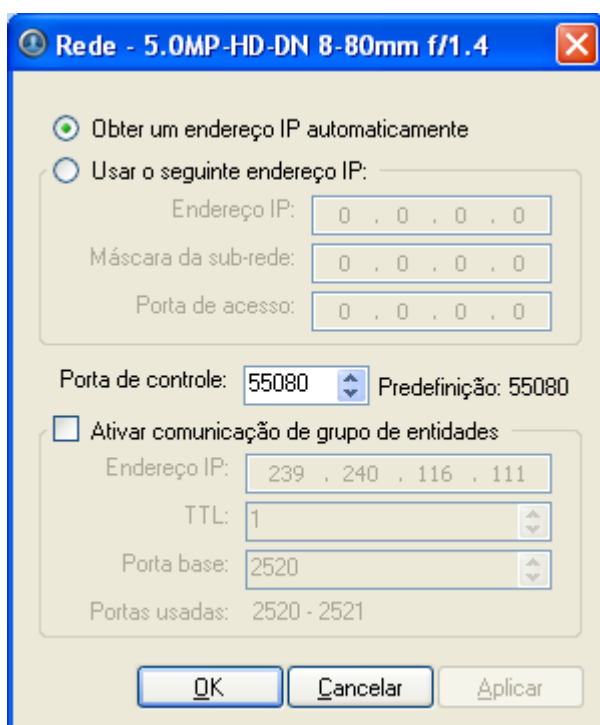 Rede - 5.0MP-HD-DN 8-80mm f/1.4
Obter um endereço IP automaticamente
Usar o seguinte endereço IP:
Endereço IP: 0 . 0 . 0 . 0
Máscara da sub-rede: 0 . 0 . 0 . 0
Porta de acesso: 0 . 0 . 0 . 0
Porta de controle: 55080 Predefinição: 55080
Ativar comunicação de grupo de entidades
Endereço IP: 239 . 240 . 116 . 111
TTL: 1
Porta base: 2520
Portas usadas: 2520 - 2521
OK Cancelar Aplicar